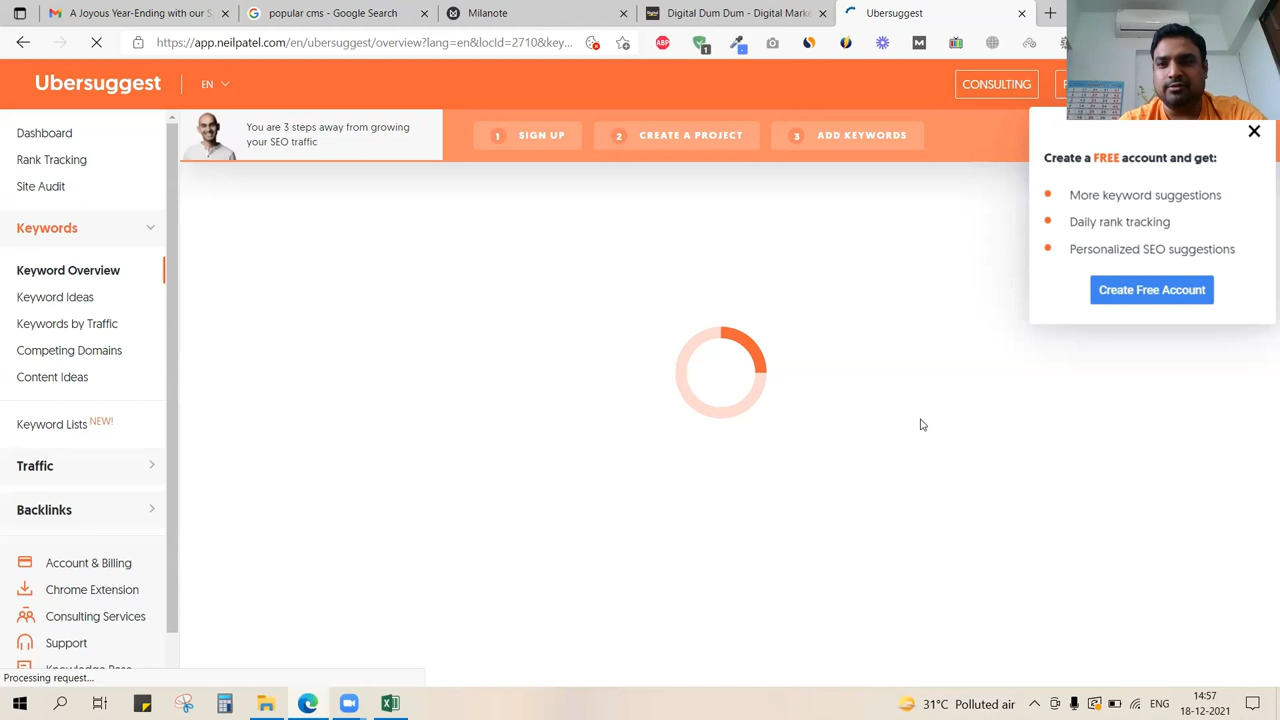 A Joyous Year-Ending with our S
popular cms - Google Search
Milanote
Digital Dum Dum - Digital Marke
Ubersuggest
https://app.neilpatel.com/en/ubersuggest/overview?lang=en&locId=2710&key...
ABP
1
Ubersuggest
EN
CONSULTING
You are 3 steps away from growing
your SEO traffic
1 SIGN UP
2 CREATE A PROJECT
3 ADD KEYWORDS
Create a FREE account and get:
More keyword suggestions
Daily rank tracking
Personalized SEO suggestions
Create Free Account
Dashboard
Rank Tracking
Site Audit
Keywords
Keyword Overview
Keyword Ideas
Keywords by Traffic
Competing Domains
Content Ideas
Keyword Lists NEW!
Traffic
Backlinks
Account & Billing
Chrome Extension
Consulting Services
Support
Processing request...
31°C Polluted air
ENG
14:57
18-12-2021